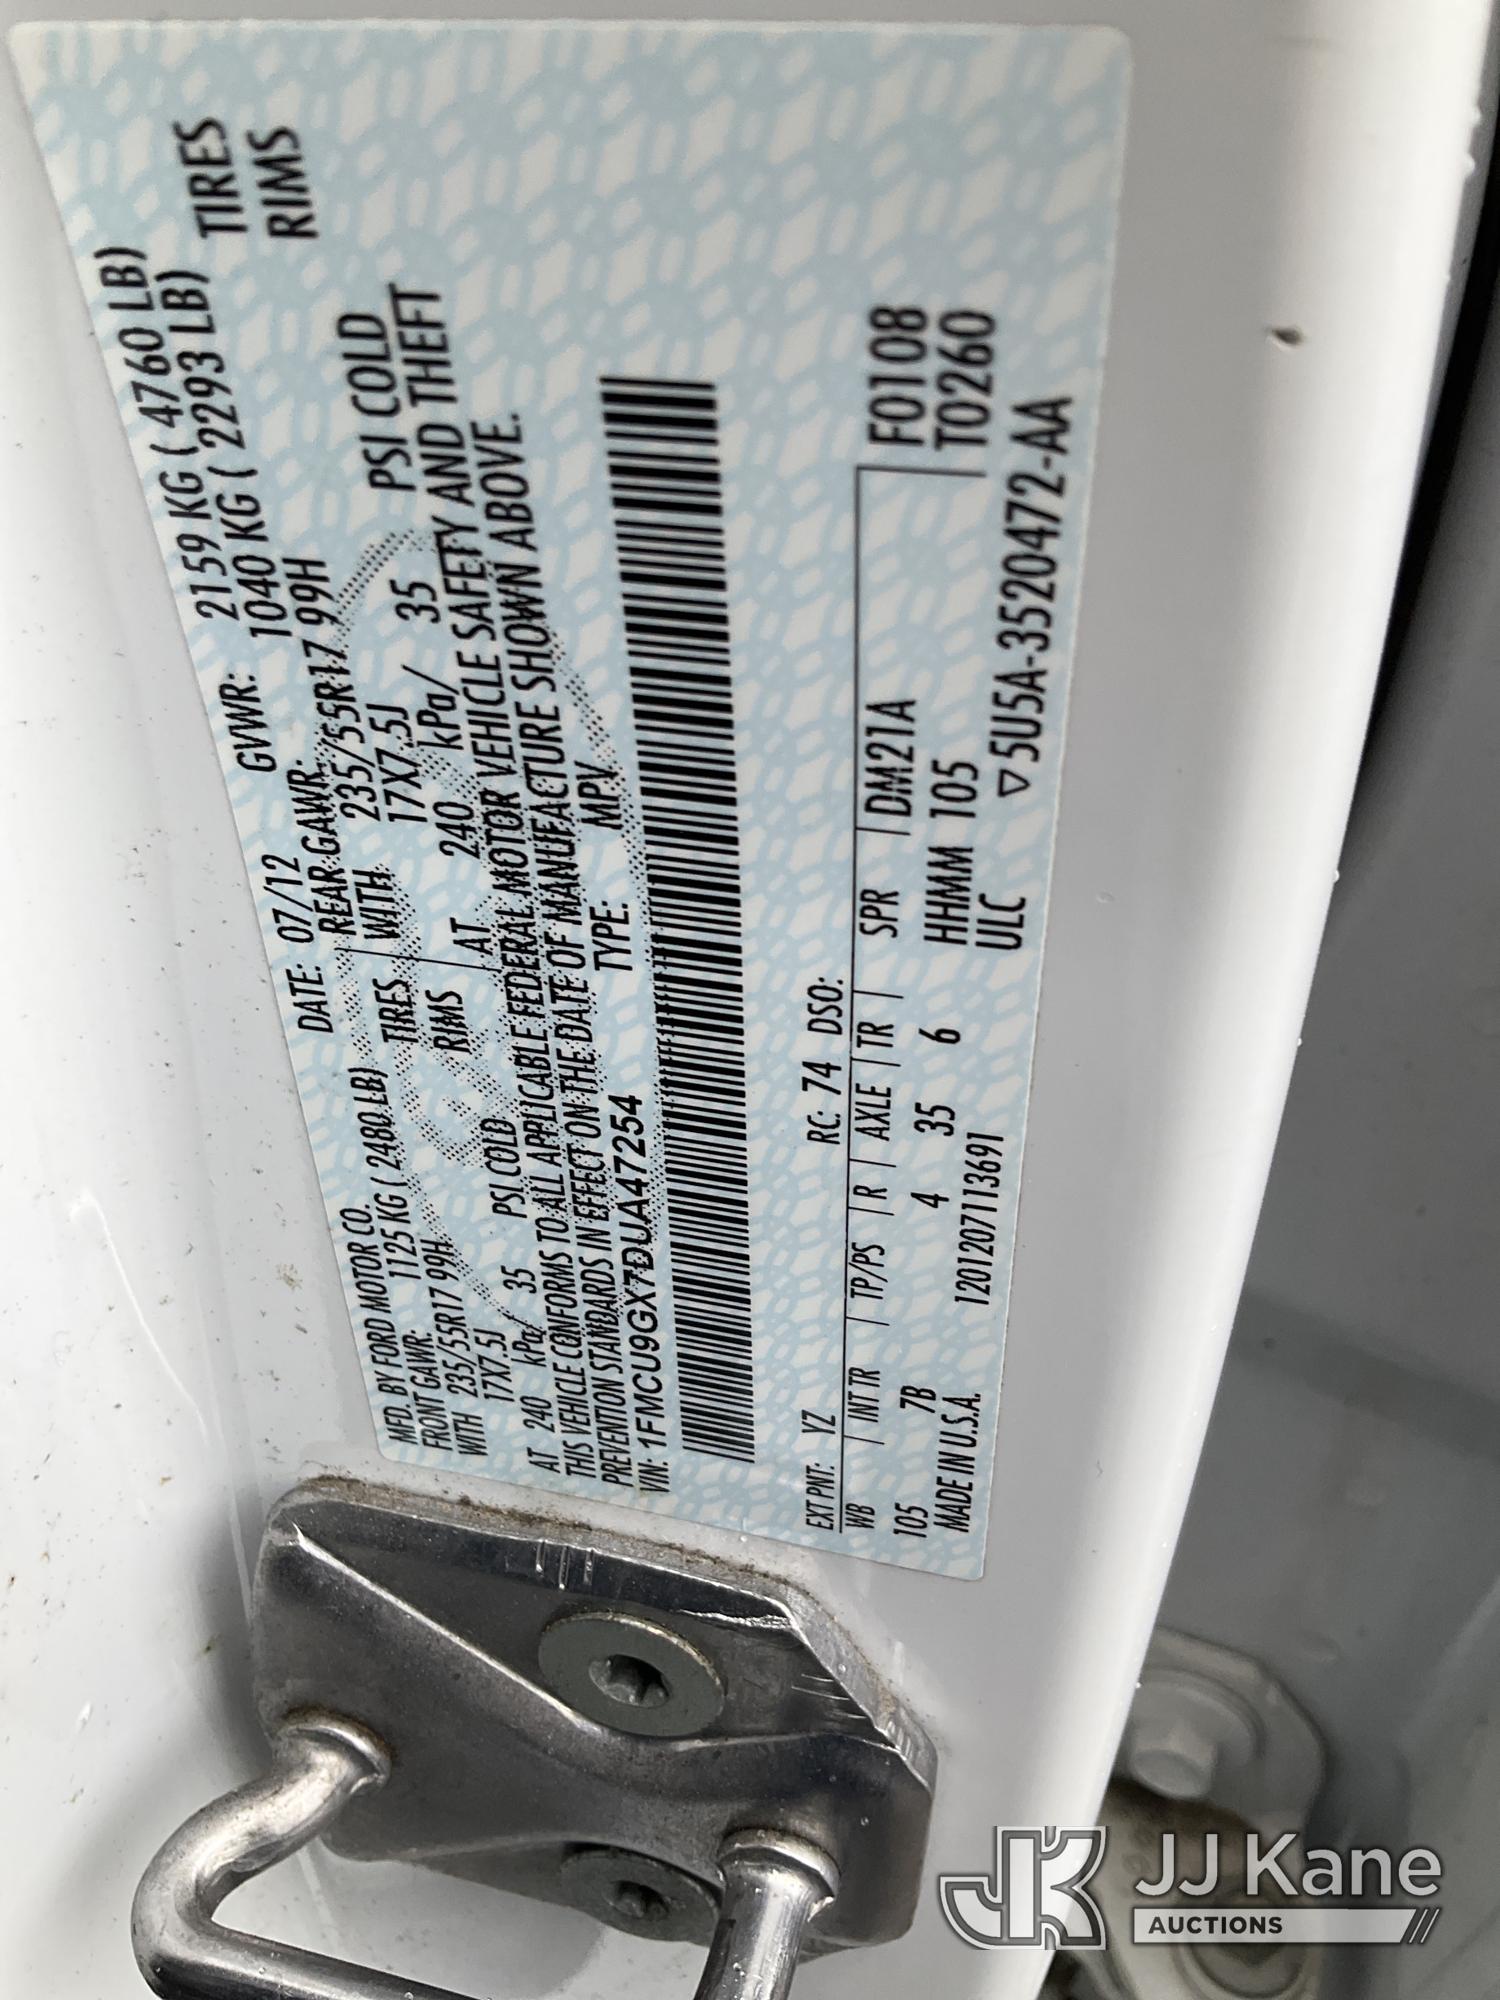 MFD. BY FORD MOTOR CO. DATE: 07/12 GVWR: 2159 KG ( 4760 LB)
FRONT GAWR: 1125 KG ( 2480 LB) REAR GAWR: 1040 KG ( 2293 LB)
WITH 235/55R17 99H TIRES WITH 235/55R17 99H TIRES
17X7.5J RIMS 17X7.5J RIMS
AT 240 kPa/ 35 PSI COLD AT 240 kPa/ 35 PSI COLD
THIS VEHICLE CONFORMS TO ALL APPLICABLE FEDERAL MOTOR VEHICLE SAFETY AND THEFT
PREVENTION STANDARDS IN EFFECT ON THE DATE OF MANUFACTURE SHOWN ABOVE.
VIN: 1FMCU9GX7DUA47254 TYPE: MPV
EXT PNT: YZ RC: 74 DSO: F0108
WB INT TR TP/PS R AXLE TR SPR DM21A T0260
105 7B 4 35 6 HHMM 105
MADE IN U.S.A. 120120711369​1 ULC ▽5U5A-3520472-AA
JK JJ Kane
AUCTIONS